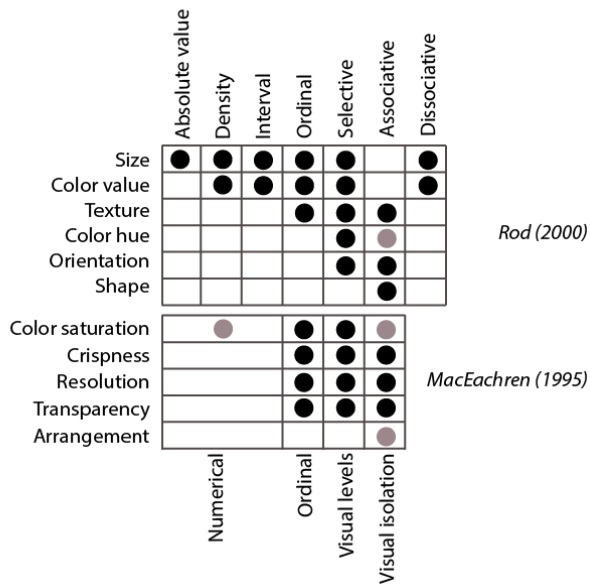 Absolute value
Density
Interval
Ordinal
Selective
Associative
Dissociative
Size
Color value
Texture
Color hue
Orientation
Shape
Rod (2000)
Color saturation
Crispness
Resolution
Transparency
Arrangement
MacEachren (1995)
Numerical
Ordinal
Visual levels
Visual isolation